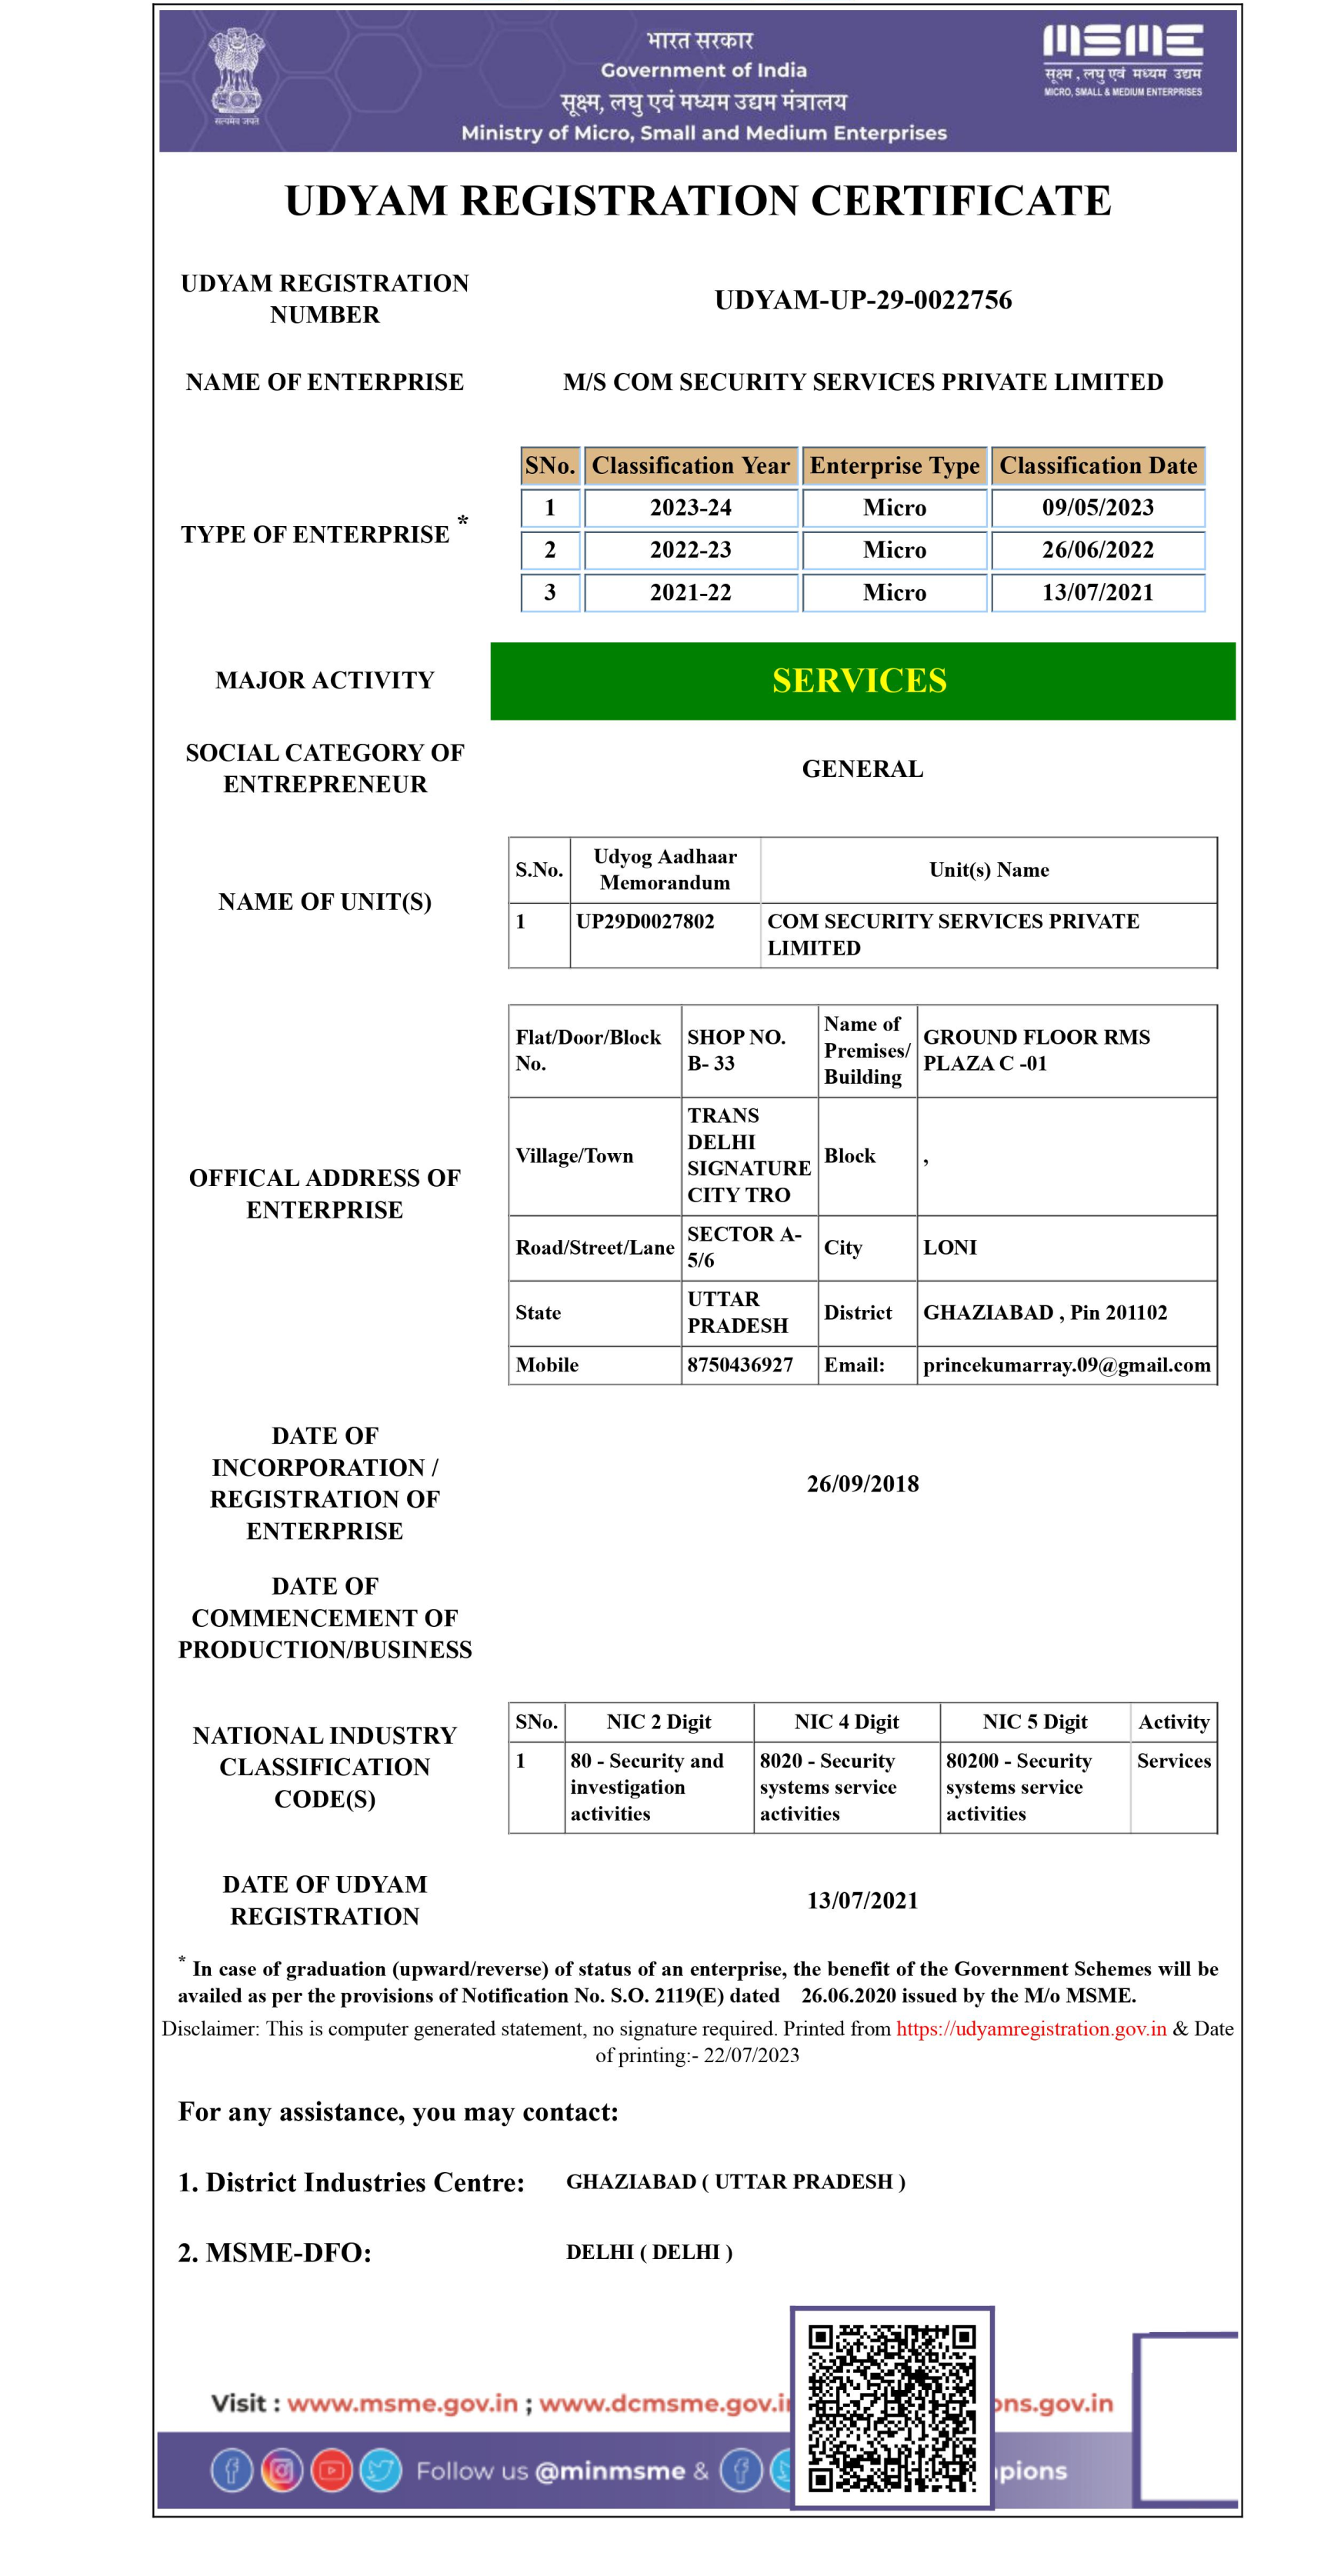 भारत सरकार
Government of India
सूक्ष्म, लघु एवं मध्यम उद्यम मंत्रालय
Ministry of Micro, Small and Medium Enterprises
सत्यमेव जयते
MSME
सूक्ष्म, लघु एवं मध्यम उद्यम
MICRO, SMALL & MEDIUM ENTERPRISES
UDYAM REGISTRATION CERTIFICATE
UDYAM REGISTRATION
NUMBER
UDYAM-UP-29-0022756
NAME OF ENTERPRISE
M/S COM SECURITY SERVICES PRIVATE LIMITED
TYPE OF ENTERPRISE *
SNo. Classification Year Enterprise Type Classification Date
1 2023-24 Micro 09/05/2023
2 2022-23 Micro 26/06/2022
3 2021-22 Micro 13/07/2021
MAJOR ACTIVITY
SERVICES
SOCIAL CATEGORY OF
ENTREPRENEUR
GENERAL
NAME OF UNIT(S)
S.No. Udyog Aadhaar Memorandum Unit(s) Name
1 UP29D0027802 COM SECURITY SERVICES PRIVATE
LIMITED
OFFICAL ADDRESS OF
ENTERPRISE
Flat/Door/Block
No.
SHOP NO.
B- 33
Name of
Premises/
Building
GROUND FLOOR RMS
PLAZA C -01
Village/Town
TRANS
DELHI
SIGNATURE
CITY TRO
Block
,
Road/Street/Lane
SECTOR A-
5/6
City
LONI
State
UTTAR
PRADESH
District
GHAZIABAD , Pin 201102
Mobile
8750436927
Email:
princekumarray.09@gmail.com
DATE OF
INCORPORATION /
REGISTRATION OF
ENTERPRISE
26/09/2018
DATE OF
COMMENCEMENT OF
PRODUCTION/BUSINESS
NATIONAL INDUSTRY
CLASSIFICATION
CODE(S)
SNo. NIC 2 Digit NIC 4 Digit NIC 5 Digit Activity
1
80 - Security and
investigation
activities
8020 - Security
systems service
activities
80200 - Security
systems service
activities
Services
DATE OF UDYAM
REGISTRATION
13/07/2021
* In case of graduation (upward/reverse) of status of an enterprise, the benefit of the Government Schemes will be
availed as per the provisions of Notification No. S.O. 2119(E) dated 26.06.2020 issued by the M/o MSME.
Disclaimer: This is computer generated statement, no signature required. Printed from https://udyamregistration.gov.in & Date
of printing:- 22/07/2023
For any assistance, you may contact:
1. District Industries Centre: GHAZIABAD ( UTTAR PRADESH )
2. MSME-DFO: DELHI ( DELHI )
Visit : www.msme.gov.in ; www.dcmsme.gov.i ons.gov.in
Follow us @minmsme & pions